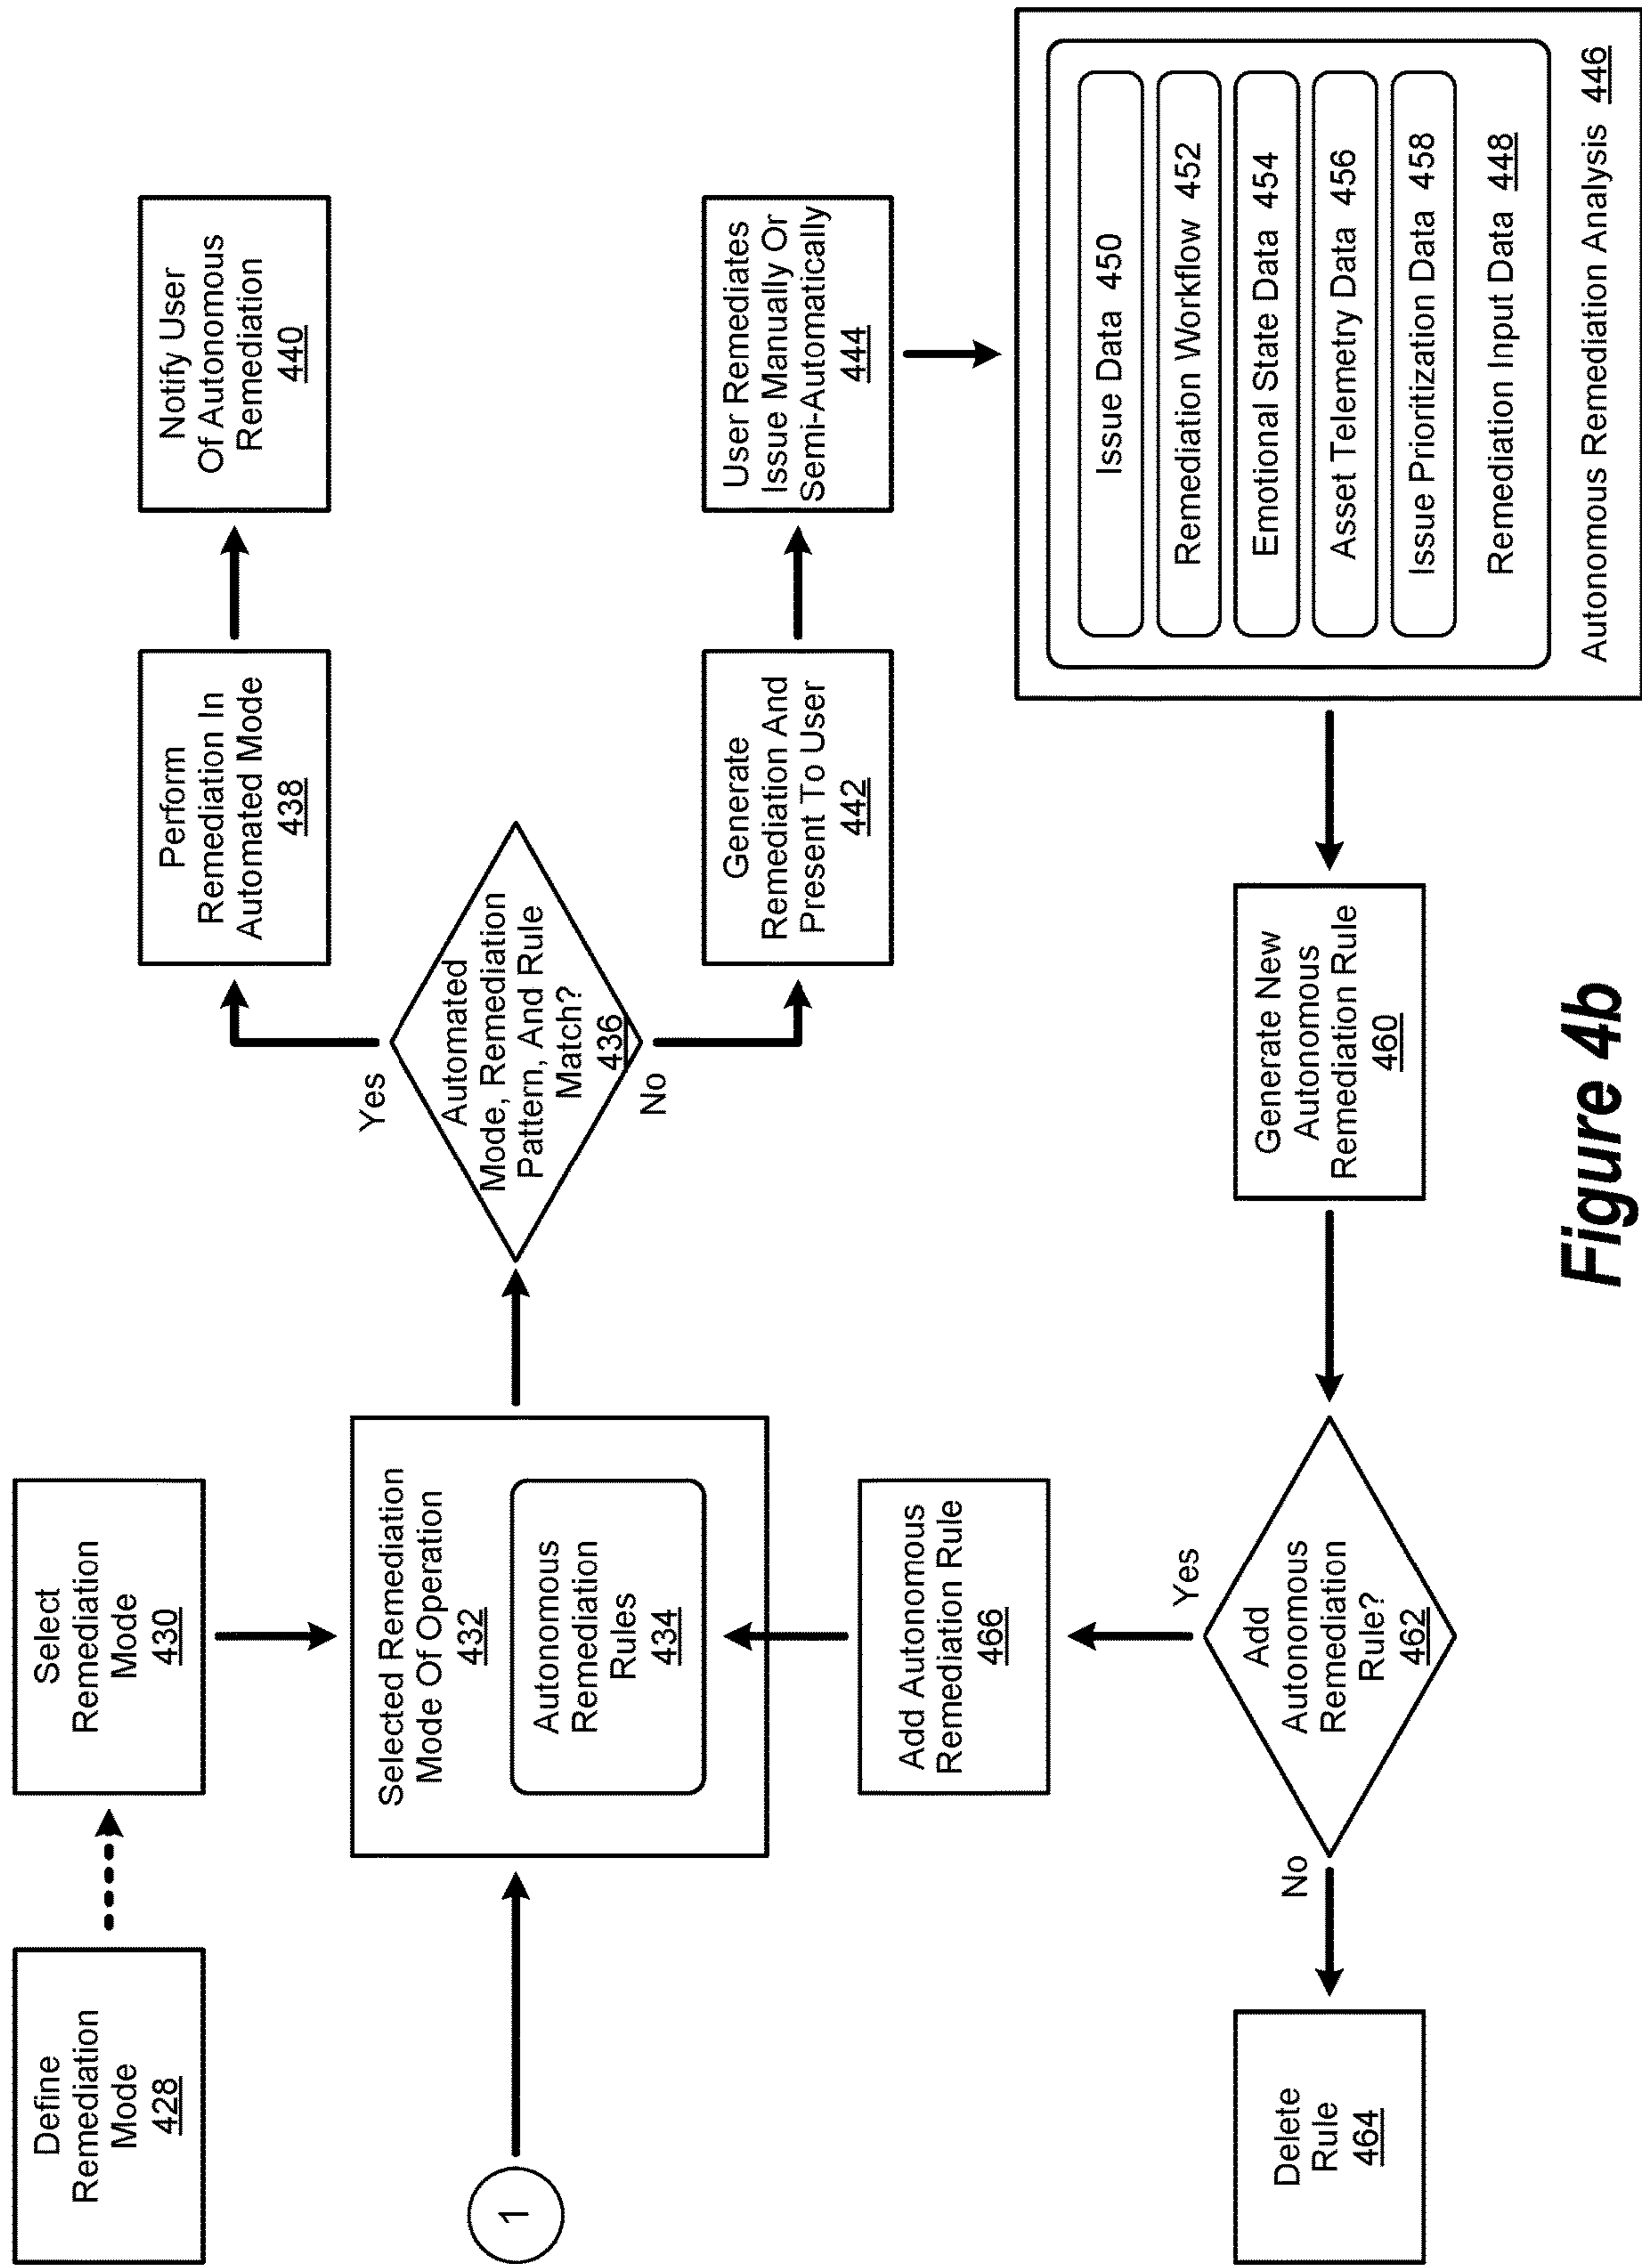 Define
Remediation
Mode
428
Select
Remediation
Mode
430
1
Selected Remediation
Mode Of Operation
432
Autonomous
Remediation
Rules
434
Automated
Mode, Remediation
Pattern, And Rule
Match?
436
Yes
No
Perform
Remediation In
Automated Mode
438
Notify User
Of Autonomous
Remediation
440
Generate
Remediation And
Present To User
442
User Remediates
Issue Manually Or
Semi-Automatically
444
Issue Data 450
Remediation Workflow 452
Emotional State Data 454
Asset Telemetry Data 456
Issue Prioritization Data 458
Remediation Input Data 448
Autonomous Remediation Analysis 446
Generate New
Autonomous
Remediation Rule
460
Add
Autonomous
Remediation
Rule?
462
Yes
No
Add Autonomous
Remediation Rule
466
Delete
Rule
464
Figure 4b